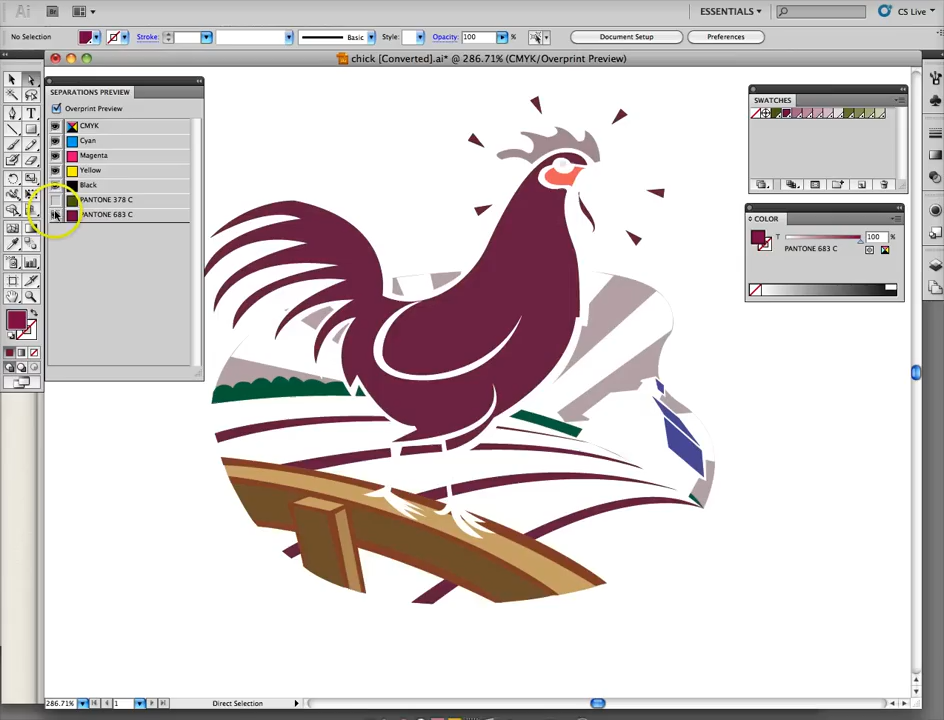 Ai Br ESSENTIALS CS Live
No Selection Stroke: Basic Style: Opacity: 100 % Document Setup Preferences
chick [Converted].ai* @ 286.71% (CMYK/Overprint Preview)
SEPARATIONS PREVIEW
Overprint Preview
CMYK
Cyan
Magenta
Yellow
Black
PANTONE 378 C
PANTONE 683 C
SWATCHES
COLOR
T 100 %
PANTONE 683 C
T
286.71% 1 Direct Selection